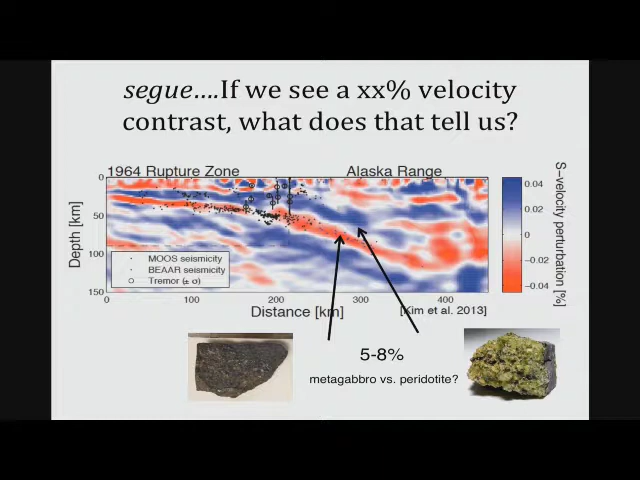 segue....If we see a xx% velocity
contrast, what does that tell us?
1964 Rupture Zone
Alaska Range
0
50
100
150
Depth [km]
MOOS seismicity
BEAAR seismicity
Tremor (± σ)
0 100 200 300 400
Distance [km]
[Kim et al. 2013]
0.04
0.02
0
−0.02
−0.04
S-velocity perturbation [%]
5-8%
metagabbro vs. peridotite?